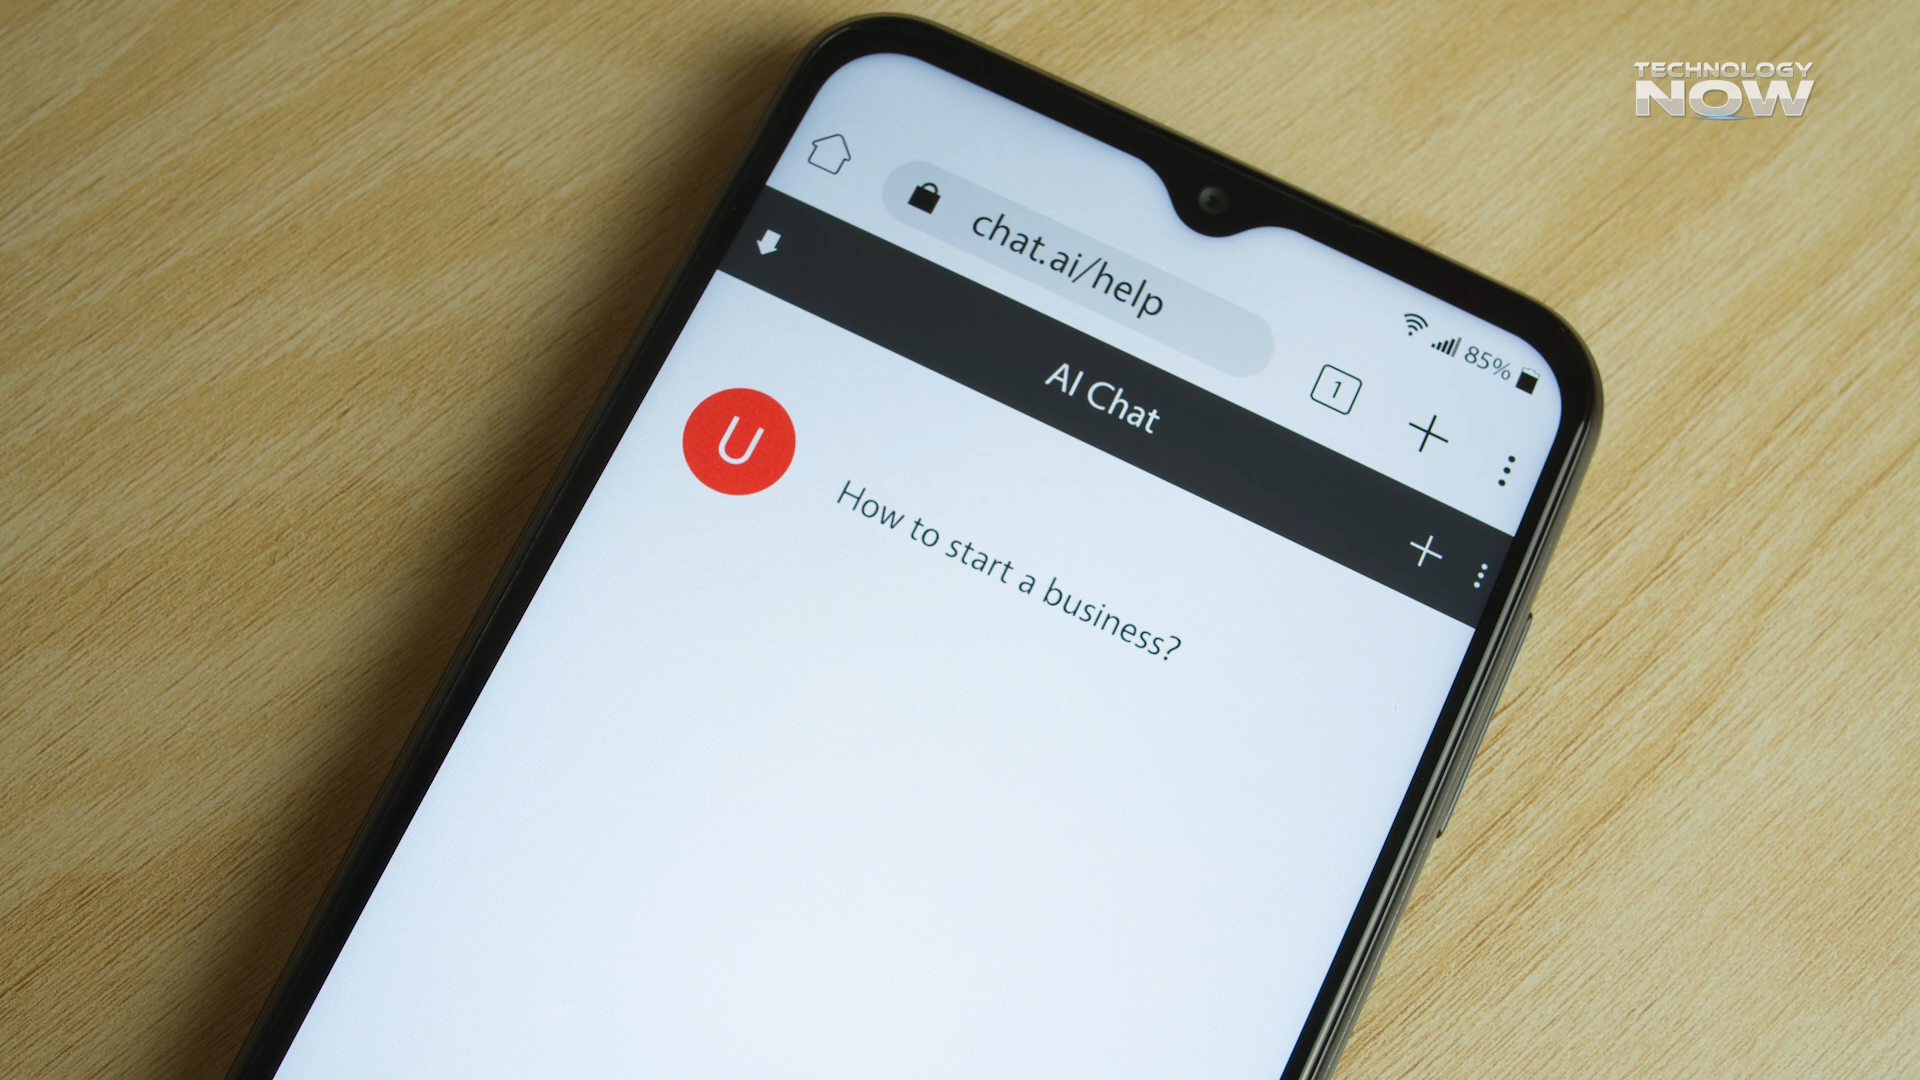 TECHNOLOGY
NOW
chat.ai/help
85%
1
AI Chat
U
How to start a business?